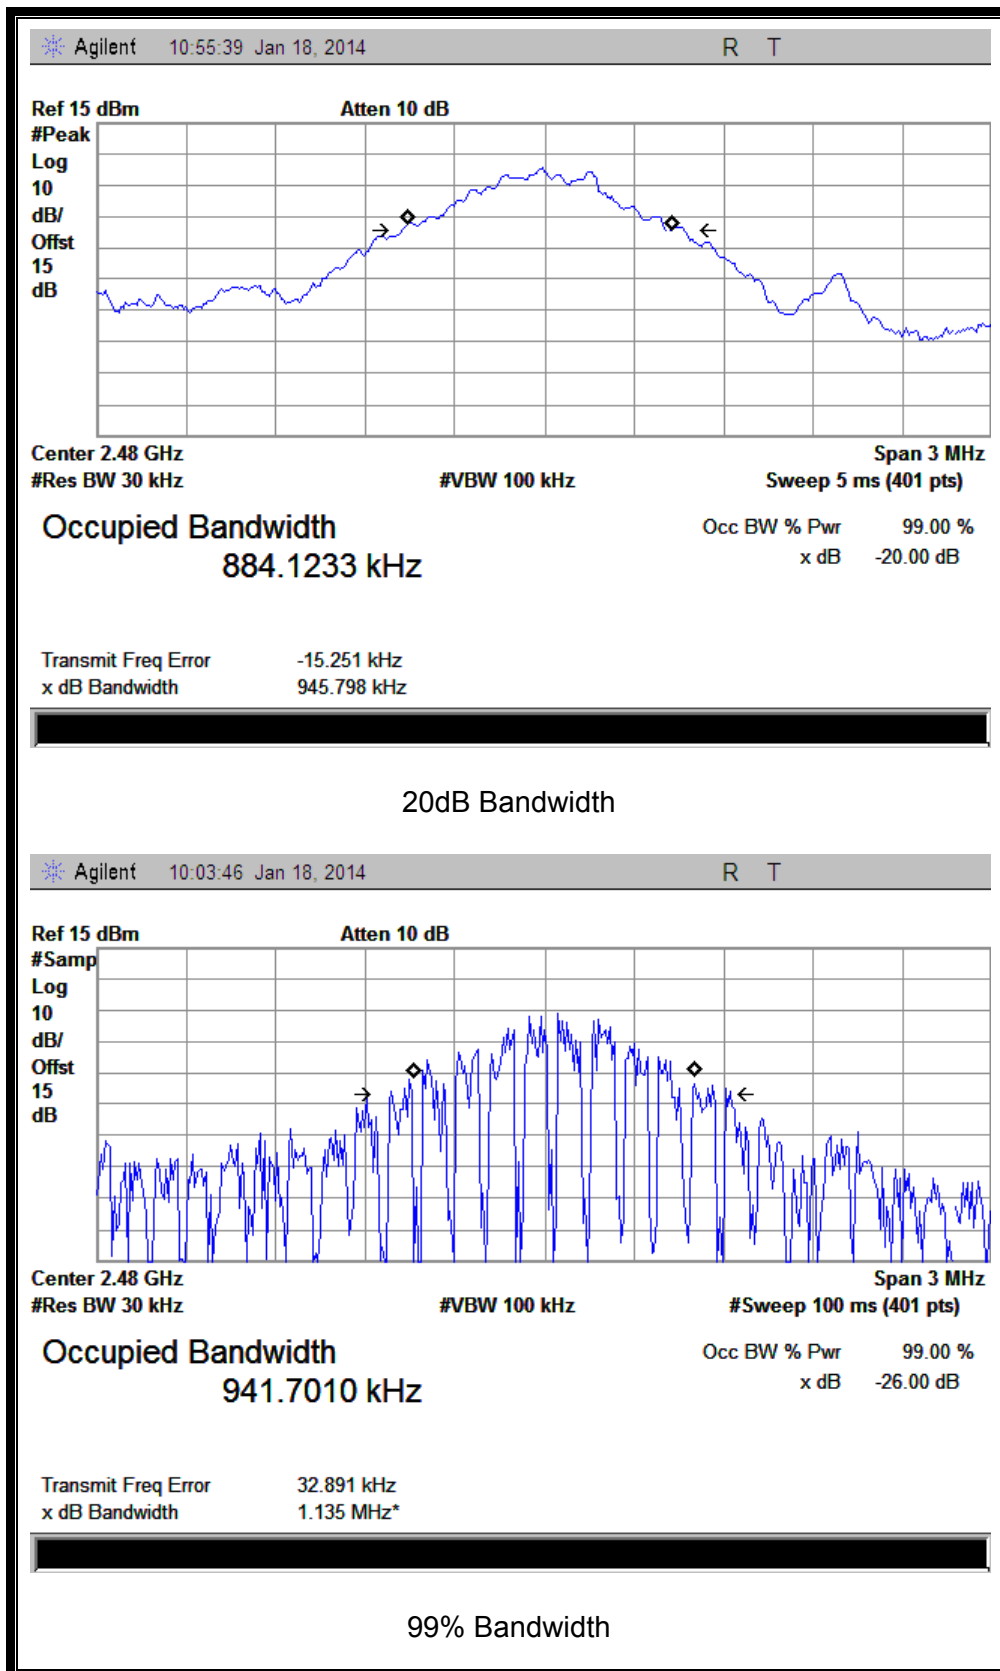 Agilent 10:55:39 Jan 18, 2014 R T
Ref 15 dBm Atten 10 dB
#Peak
Log
10
dB/
Offst
15
dB
Center 2.48 GHz Span 3 MHz
#Res BW 30 kHz #VBW 100 kHz Sweep 5 ms (401 pts)
Occupied Bandwidth Occ BW % Pwr 99.00 %
884.1233 kHz x dB -20.00 dB
Transmit Freq Error -15.251 kHz
x dB Bandwidth 945.798 kHz
20dB Bandwidth
Agilent 10:03:46 Jan 18, 2014 R T
Ref 15 dBm Atten 10 dB
#Samp
Log
10
dB/
Offst
15
dB
Center 2.48 GHz Span 3 MHz
#Res BW 30 kHz #VBW 100 kHz #Sweep 100 ms (401 pts)
Occupied Bandwidth Occ BW % Pwr 99.00 %
941.7010 kHz x dB -26.00 dB
Transmit Freq Error 32.891 kHz
x dB Bandwidth 1.135 MHz*
99% Bandwidth